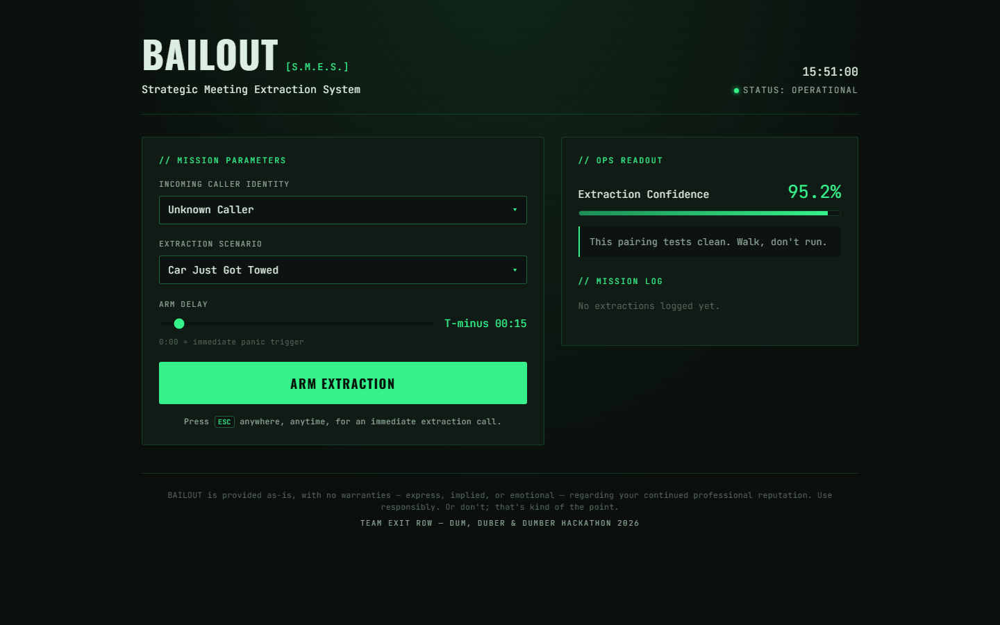 BAILOUT [S.M.E.S.]
Strategic Meeting Extraction System
15:51:00
STATUS: OPERATIONAL
// MISSION PARAMETERS
INCOMING CALLER IDENTITY
Unknown Caller
EXTRACTION SCENARIO
Car Just Got Towed
ARM DELAY
T-minus 00:15
0:00 = immediate panic trigger
ARM EXTRACTION
Press ESC anywhere, anytime, for an immediate extraction call.
// OPS READOUT
Extraction Confidence 95.2%
This pairing tests clean. Walk, don't run.
// MISSION LOG
No extractions logged yet.
BAILOUT is provided as-is, with no warranties — express, implied, or emotional — regarding your continued professional reputation. Use
responsibly. Or don't; that's kind of the point.
TEAM EXIT ROW — DUM, DUBER & DUMBER HACKATHON 2026